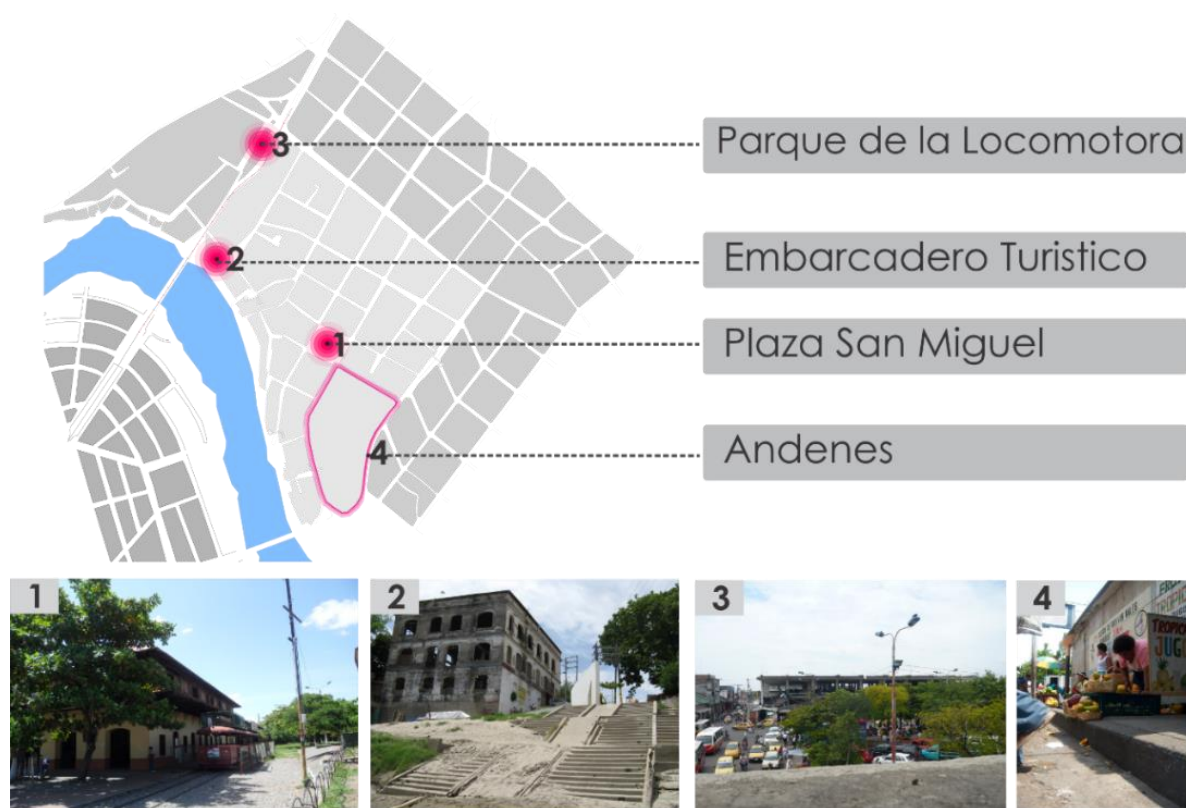 3
Parque de la Locomotora
2
Embarcadero Turistico
1
Plaza San Miguel
4
Andenes
1
2
3
4
TROPICO
JUG